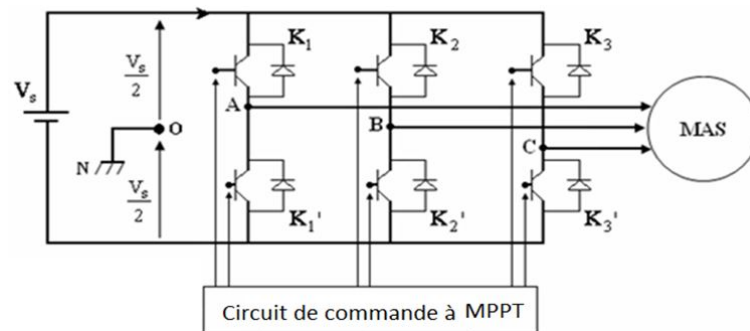 K₁
K₂
K₃
Vₛ/2
Vₛ
A
O
B
MAS
N
C
Vₛ/2
K₁'
K₂'
K₃'
Circuit de commande à MPPT